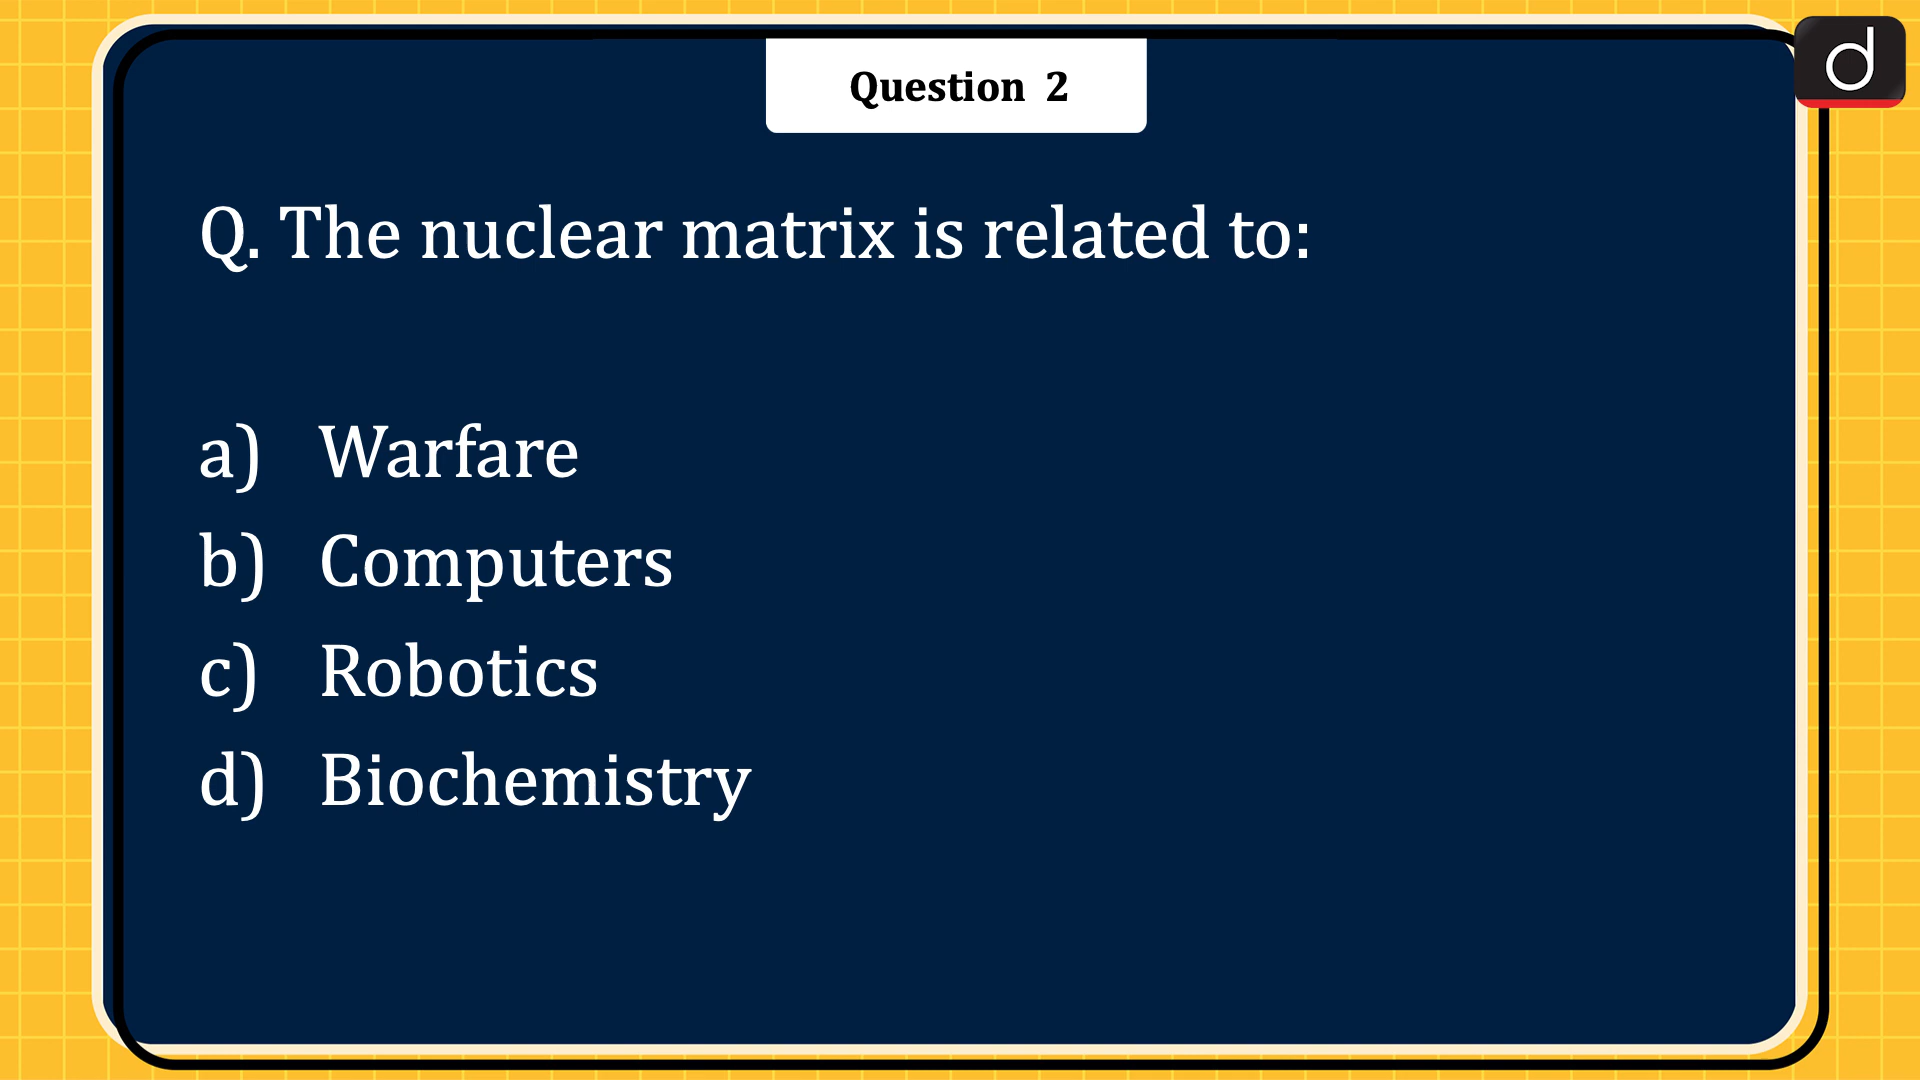 Question 2
Q. The nuclear matrix is related to:
a) Warfare
b) Computers
c) Robotics
d) Biochemistry
d